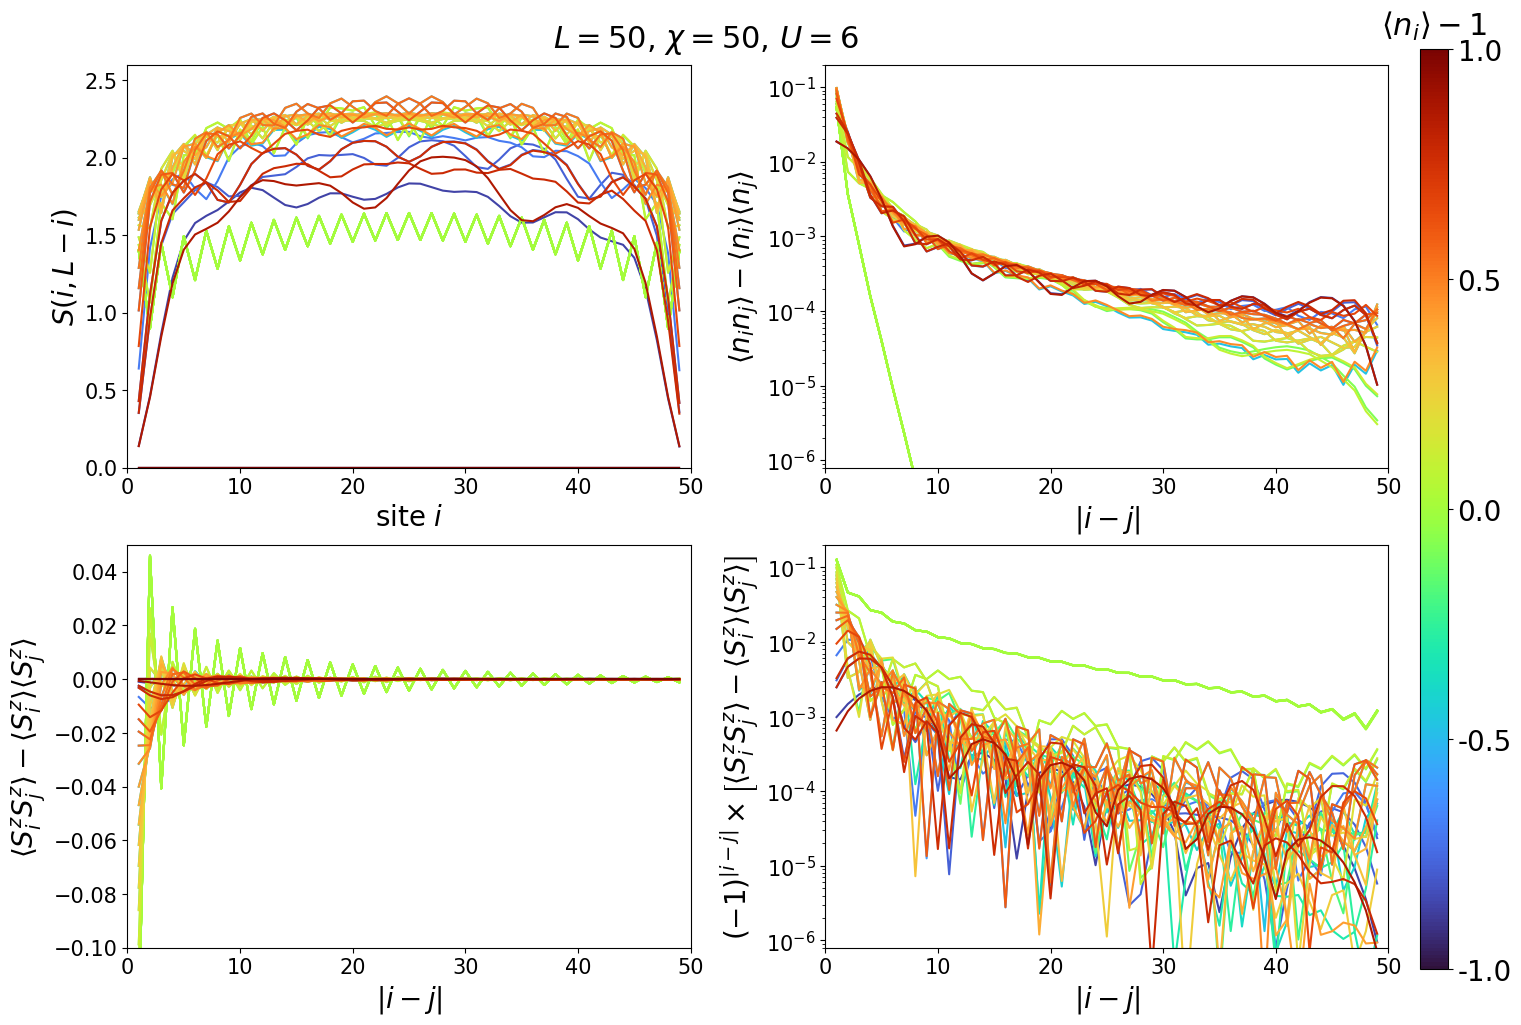 L = 50, χ = 50, U = 6
⟨n_i⟩ − 1
S(i, L − i)
2.5
2.0
1.5
1.0
0.5
0.0
0 10 20 30 40 50
site i
⟨n_i n_j⟩ − ⟨n_i⟩⟨n_j⟩
10^{-1}
10^{-2}
10^{-3}
10^{-4}
10^{-5}
10^{-6}
0 10 20 30 40 50
|i − j|
⟨S_i^z S_j^z⟩ − ⟨S_i^z⟩⟨S_j^z⟩
0.04
0.02
0.00
−0.02
−0.04
−0.06
−0.08
−0.10
0 10 20 30 40 50
|i − j|
(−1)^{|i−j|} × [⟨S_i^z S_j^z⟩ − ⟨S_i^z⟩⟨S_j^z⟩]
10^{-1}
10^{-2}
10^{-3}
10^{-4}
10^{-5}
10^{-6}
0 10 20 30 40 50
|i − j|
1.0
0.5
0.0
-0.5
-1.0